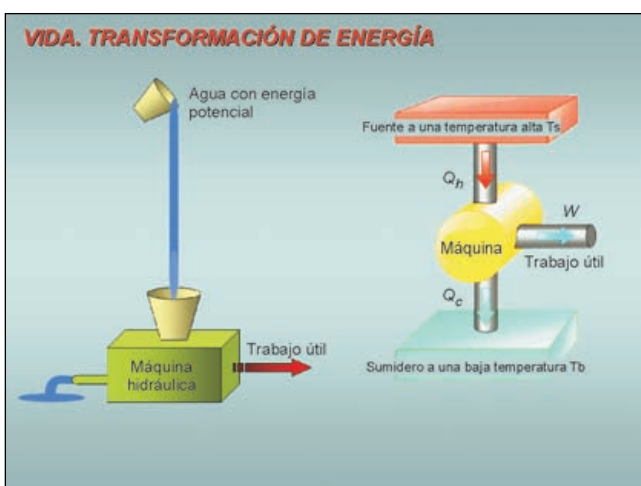 VIDA. TRANSFORMACIÓN DE ENERGÍA
Agua con energía
potencial
Máquina
hidráulica
Trabajo útil
Fuente a una temperatura alta Ts
Qh
Máquina
W
Trabajo útil
Qc
Sumidero a una baja temperatura Tb